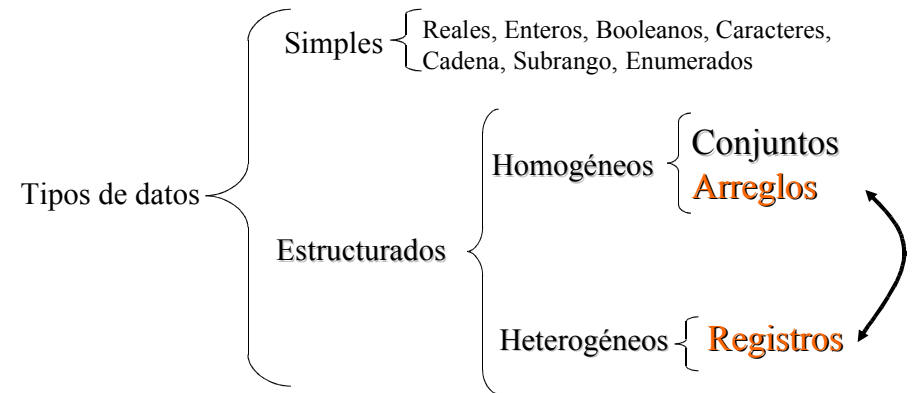 Tipos de datos
Simples
Reales, Enteros, Booleanos, Caracteres,
Cadena, Subrango, Enumerados
Estructurados
Homogéneos
Conjuntos
Arreglos
Heterogéneos
Registros